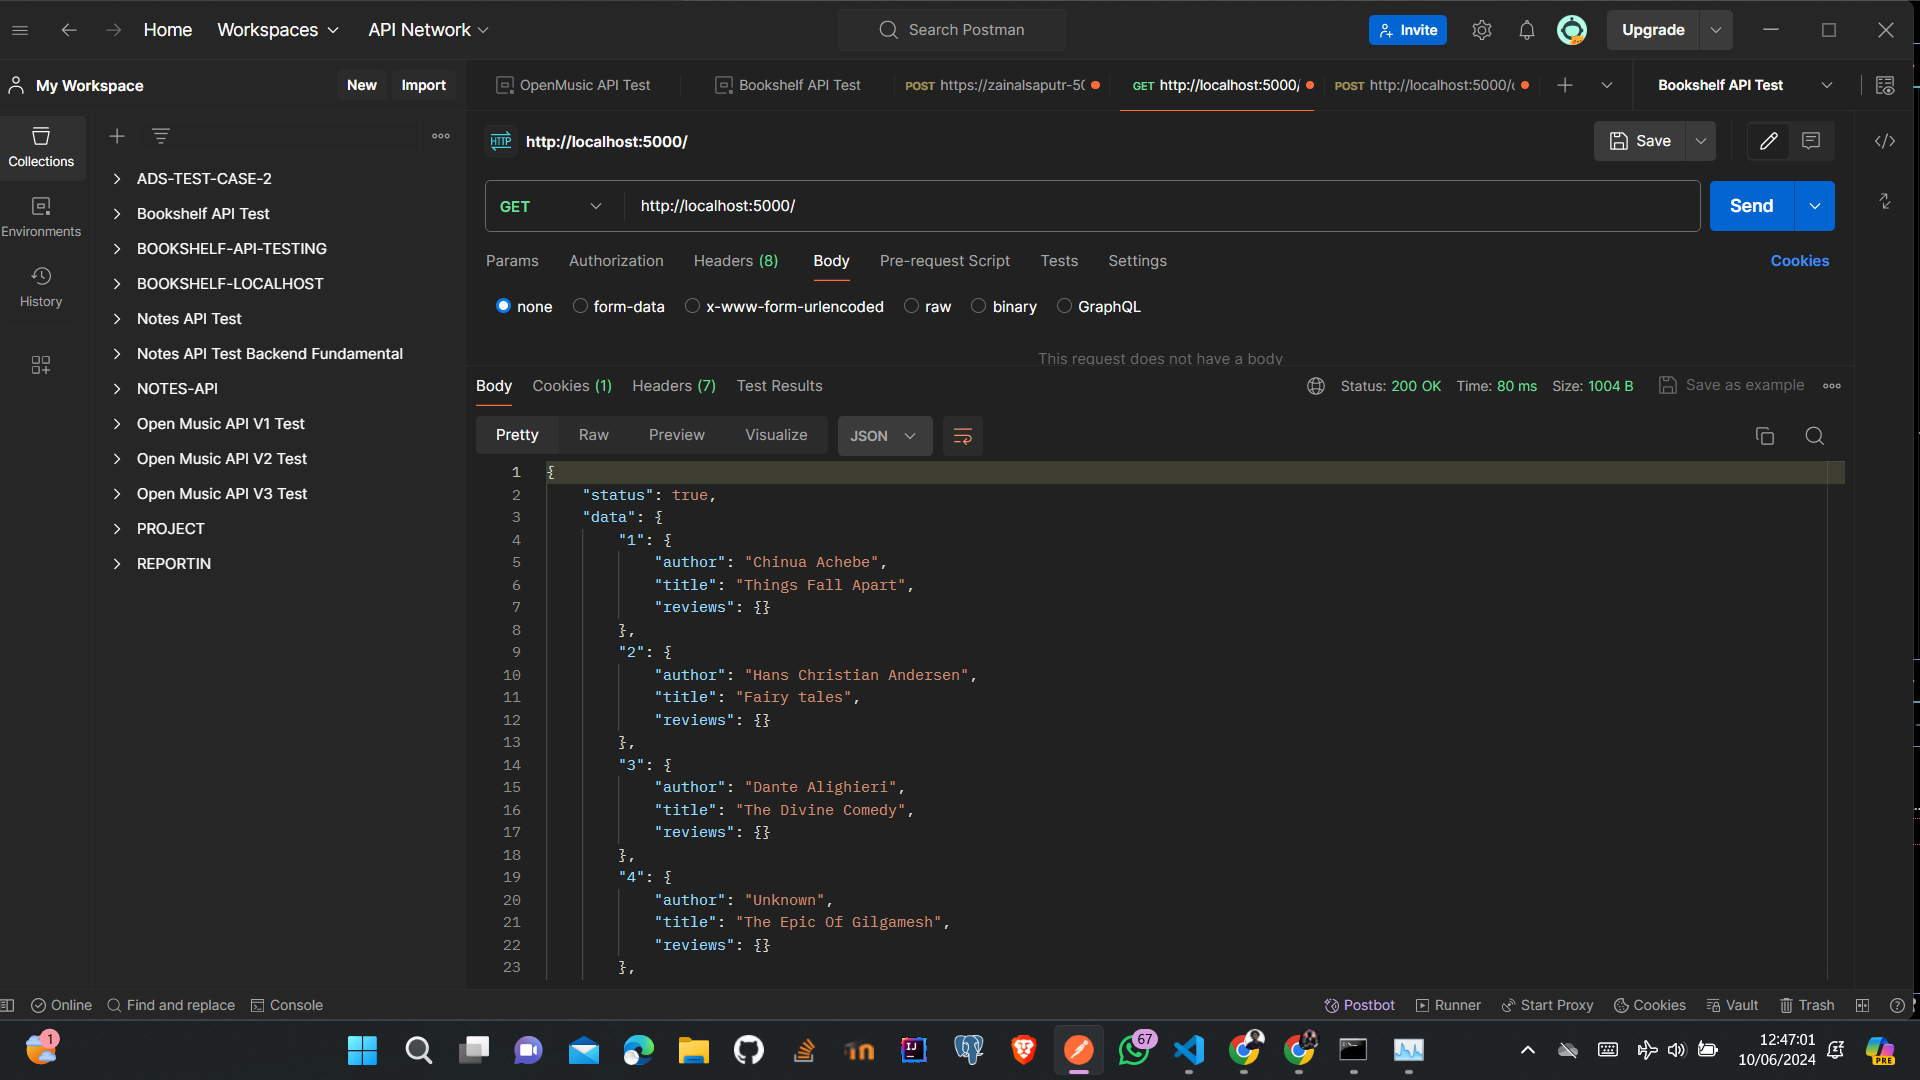 Home Workspaces API Network Search Postman Invite Upgrade
My Workspace New Import OpenMusic API Test Bookshelf API Test POST https://zainalsaputr-50 GET http://localhost:5000/ POST http://localhost:5000/ Bookshelf API Test
Collections
Environments
History
ADS-TEST-CASE-2
Bookshelf API Test
BOOKSHELF-API-TESTING
BOOKSHELF-LOCALHOST
Notes API Test
Notes API Test Backend Fundamental
NOTES-API
Open Music API V1 Test
Open Music API V2 Test
Open Music API V3 Test
PROJECT
REPORTIN
HTTP http://localhost:5000/ Save
GET http://localhost:5000/ Send
Params Authorization Headers (8) Body Pre-request Script Tests Settings Cookies
none form-data x-www-form-urlencoded raw binary GraphQL
This request does not have a body
Body Cookies (1) Headers (7) Test Results Status: 200 OK Time: 80 ms Size: 1004 B Save as example
Pretty Raw Preview Visualize JSON
1 {
2 "status": true,
3 "data": {
4 "1": {
5 "author": "Chinua Achebe",
6 "title": "Things Fall Apart",
7 "reviews": {}
8 },
9 "2": {
10 "author": "Hans Christian Andersen",
11 "title": "Fairy tales",
12 "reviews": {}
13 },
14 "3": {
15 "author": "Dante Alighieri",
16 "title": "The Divine Comedy",
17 "reviews": {}
18 },
19 "4": {
20 "author": "Unknown",
21 "title": "The Epic Of Gilgamesh",
22 "reviews": {}
23 },
Online Find and replace Console Postbot Runner Start Proxy Cookies Vault Trash
1 IJ 67 12:47:01 PRE
10/06/2024